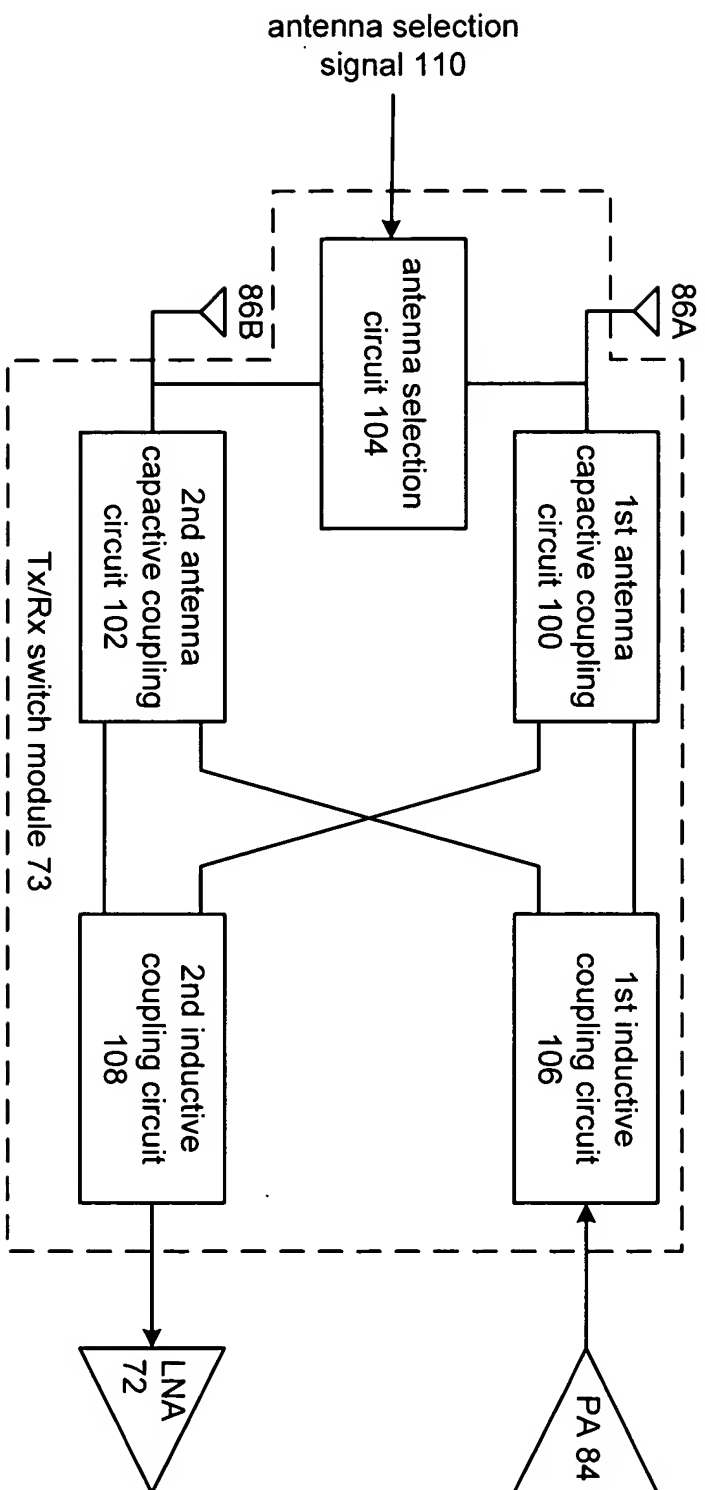 antenna selection
signal 110
86A
86B
antenna selection
circuit 104
1st antenna
capacitive coupling
circuit 100
2nd antenna
capactive coupling
circuit 102
Tx/Rx switch module 73
1st inductive
coupling circuit
106
2nd inductive
coupling circuit
108
PA 84
LNA
72